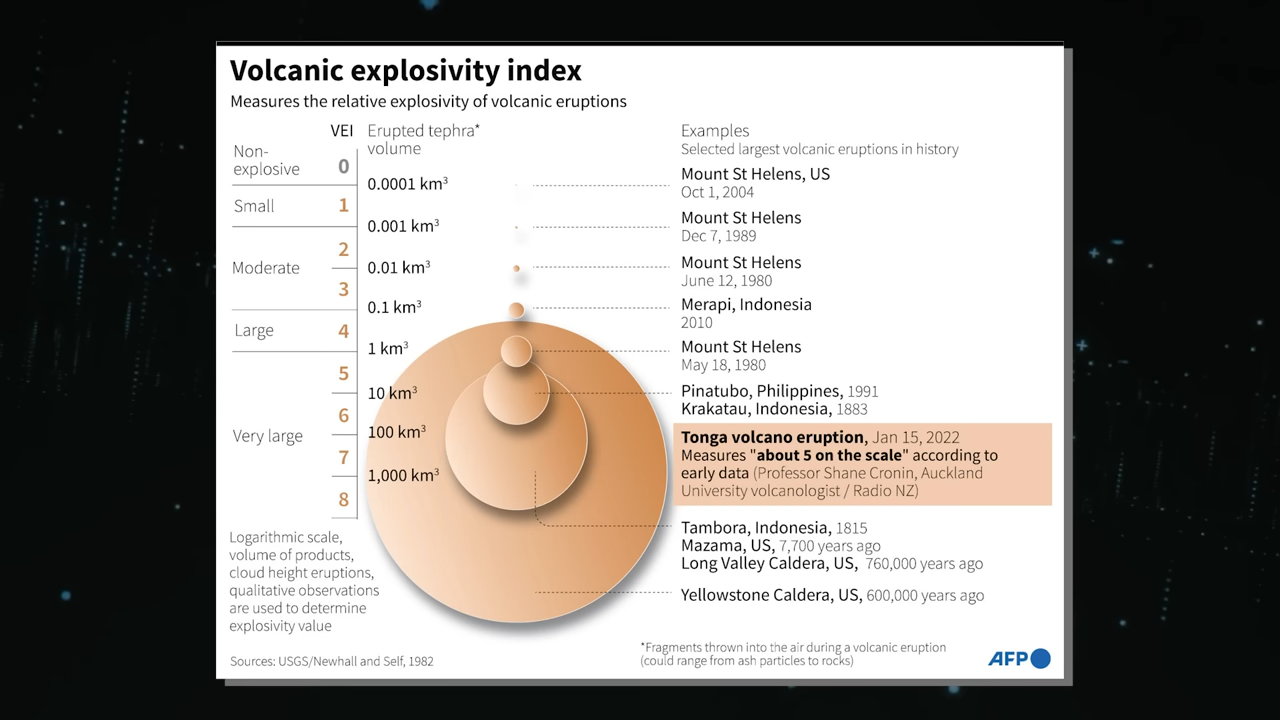 Volcanic explosivity index
Measures the relative explosivity of volcanic eruptions
VEI
Erupted tephra*
volume
Non-
explosive
0
0.0001 km³
Small
1
0.001 km³
Moderate
2
0.01 km³
3
0.1 km³
Large
4
1 km³
5
10 km³
6
100 km³
Very large
7
1,000 km³
8
Logarithmic scale,
volume of products,
cloud height eruptions,
qualitative observations
are used to determine
explosivity value
Sources: USGS/Newhall and Self, 1982
Examples
Selected largest volcanic eruptions in history
Mount St Helens, US
Oct 1, 2004
Mount St Helens
Dec 7, 1989
Mount St Helens
June 12, 1980
Merapi, Indonesia
2010
Mount St Helens
May 18, 1980
Pinatubo, Philippines, 1991
Krakatau, Indonesia, 1883
Tonga volcano eruption, Jan 15, 2022
Measures "about 5 on the scale" according to
early data (Professor Shane Cronin, Auckland
University volcanologist / Radio NZ)
Tambora, Indonesia, 1815
Mazama, US, 7,700 years ago
Long Valley Caldera, US, 760,000 years ago
Yellowstone Caldera, US, 600,000 years ago
*Fragments thrown into the air during a volcanic eruption
(could range from ash particles to rocks)
AFP